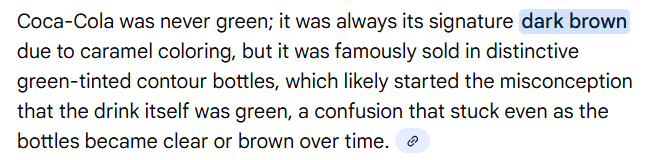 Coca-Cola was never green; it was always its signature dark brown
due to caramel coloring, but it was famously sold in distinctive
green-tinted contour bottles, which likely started the misconception
that the drink itself was green, a confusion that stuck even as the
bottles became clear or brown over time.